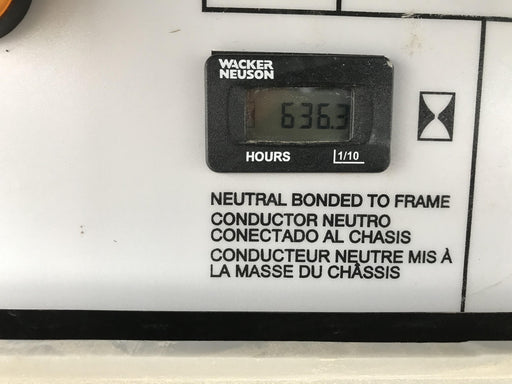 WACKER
NEUSON
636.3
HOURS 1/10
NEUTRAL BONDED TO FRAME
CONDUCTOR NEUTRO
CONECTADO AL CHASIS
CONDUCTEUR NEUTRE MIS À
LA MASSE DU CHÂSSIS